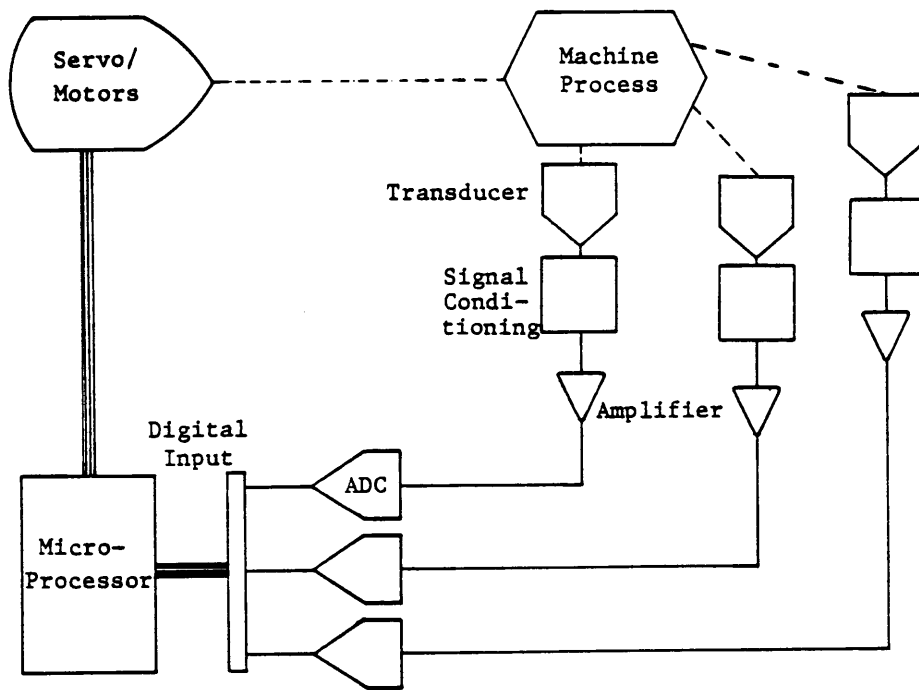 Servo/
Motors
Machine
Process
Transducer
Signal
Condi-
tioning
Amplifier
Digital
Input
ADC
Micro-
Processor